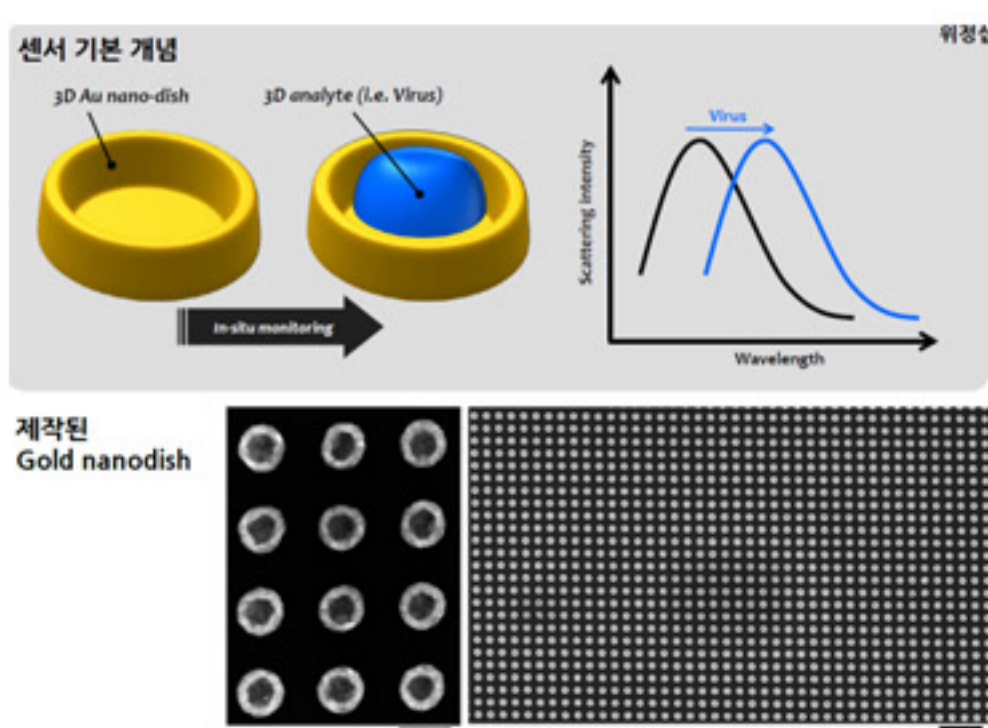 센서 기본 개념
3D Au nano-dish
3D analyte (i.e. Virus)
In-situ monitoring
Virus
Scattering intensity
Wavelength
제작된
Gold nanodish